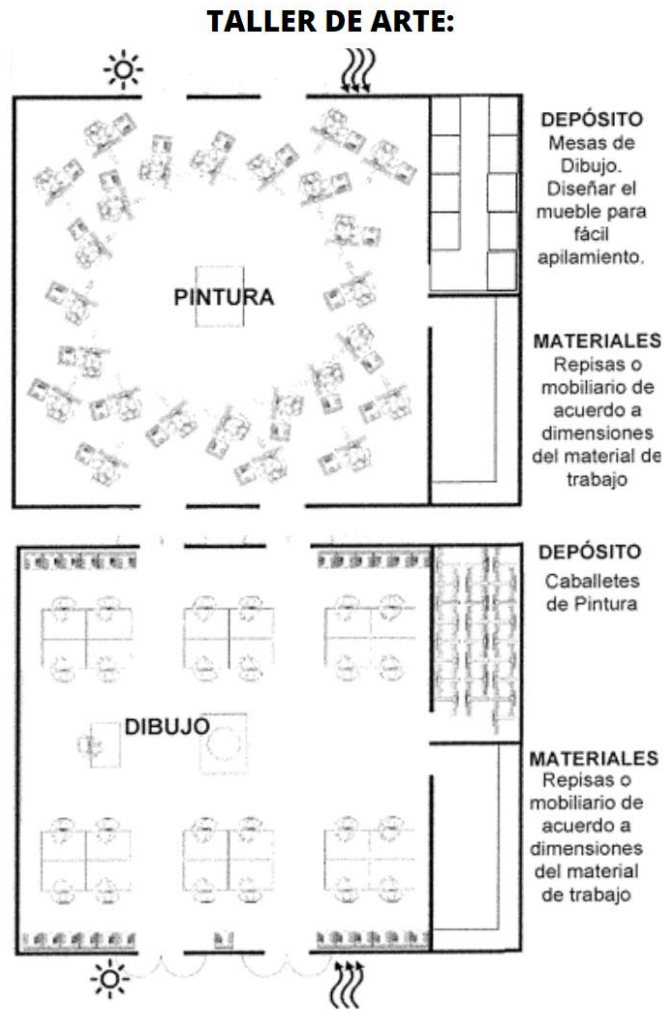 TALLER DE ARTE:
DEPÓSITO
Mesas de
Dibujo.
Diseñar el
mueble para
fácil
apilamiento.
PINTURA
MATERIALES
Repisas o
mobiliario de
acuerdo a
dimensiones
del material de
trabajo
DEPÓSITO
Caballetes
de Pintura
DIBUJO
MATERIALES
Repisas o
mobiliario de
acuerdo a
dimensiones
del material
de trabajo